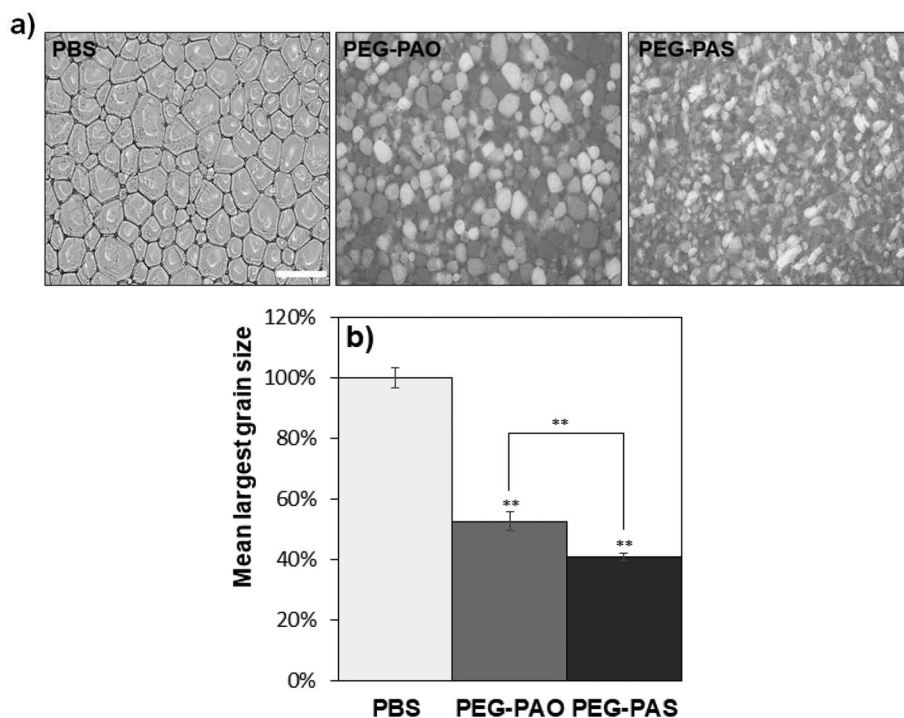 a)
PBS
PEG-PAO
PEG-PAS
b)
Mean largest grain size
120%
100%
80%
60%
40%
20%
0%
**
**
**
PBS
PEG-PAO
PEG-PAS